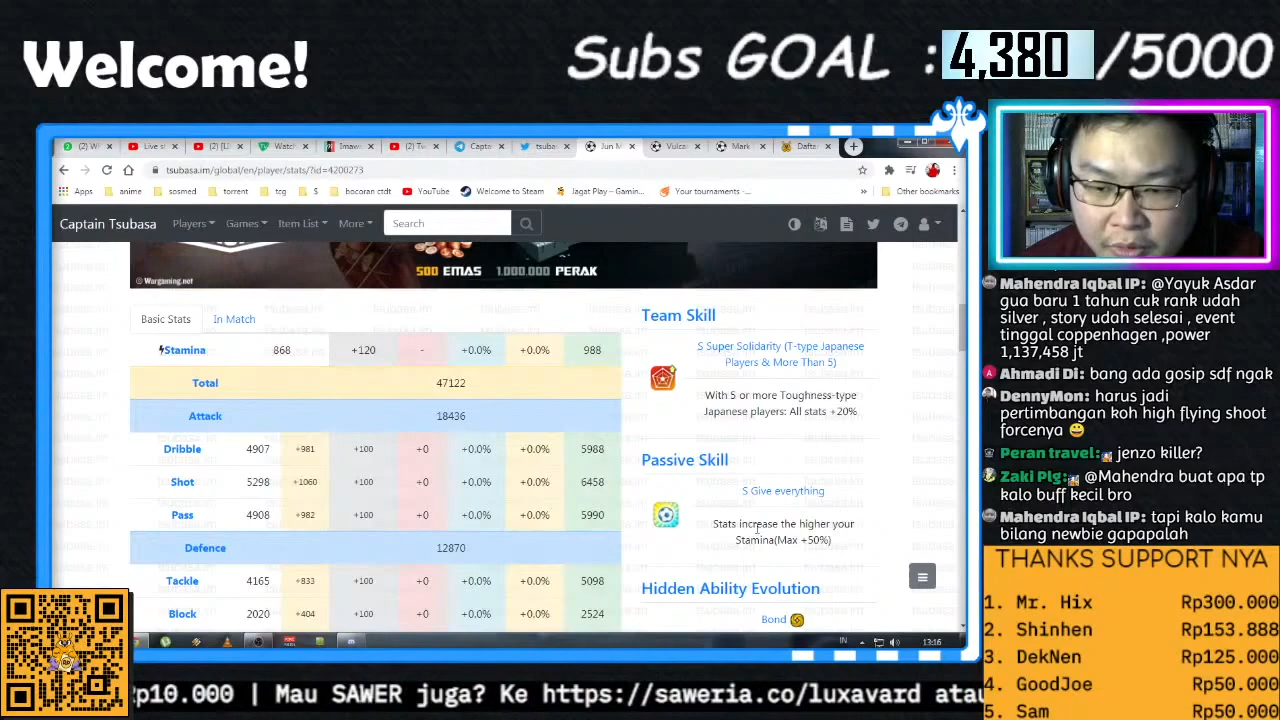 Welcome!
Subs GOAL : 4,380 /5000
tsubasa.im/global/en/player/stats/?id=4200273
Apps anime sosmed torrent tcg S bocoran ctdt YouTube Welcome to Steam Jagat Play – Gamin... Your tournaments -... » Other bookmarks
Captain Tsubasa Players Games Item List More Search
© Wargaming.net
500 EMAS 1.000.000 PERAK
Basic Stats In Match
Stamina 868 +120 - +0.0% +0.0% 988
Total 47122
Attack 18436
Dribble 4907 +981 +100 +0 +0.0% +0.0% 5988
Shot 5298 +1060 +100 +0 +0.0% +0.0% 6458
Pass 4908 +982 +100 +0 +0.0% +0.0% 5990
Defence 12870
Tackle 4165 +833 +100 +0 +0.0% +0.0% 5098
Block 2020 +404 +100 +0 +0.0% +0.0% 2524
Team Skill
S Super Solidarity (T-type Japanese
Players & More Than 5)
With 5 or more Toughness-type
Japanese players: All stats +20%
Passive Skill
S Give everything
Stats increase the higher your
Stamina(Max +50%)
Hidden Ability Evolution
Bond
IN 13:16
Mahendra Iqbal IP: @Yayuk Asdar
gua baru 1 tahun cuk rank udah
silver , story udah selesai , event
tinggal coppenhagen ,power
1,137,458 jt
Ahmadi Di: bang ada gosip sdf ngak
DennyMon: harus jadi
pertimbangan koh high flying shoot
forcenya
Peran travel: jenzo killer?
Zaki Plg: @Mahendra buat apa tp
kalo buff kecil bro
Mahendra Iqbal IP: tapi kalo kamu
bilang newbie gapapalah
THANKS SUPPORT NYA
1. Mr. Hix Rp300.000
2. Shinhen Rp153.888
3. DekNen Rp125.000
4. GoodJoe Rp50.000
5. Sam Rp50.000
Rp10.000 | Mau SAWER juga? Ke https://saweria.co/luxavard atau